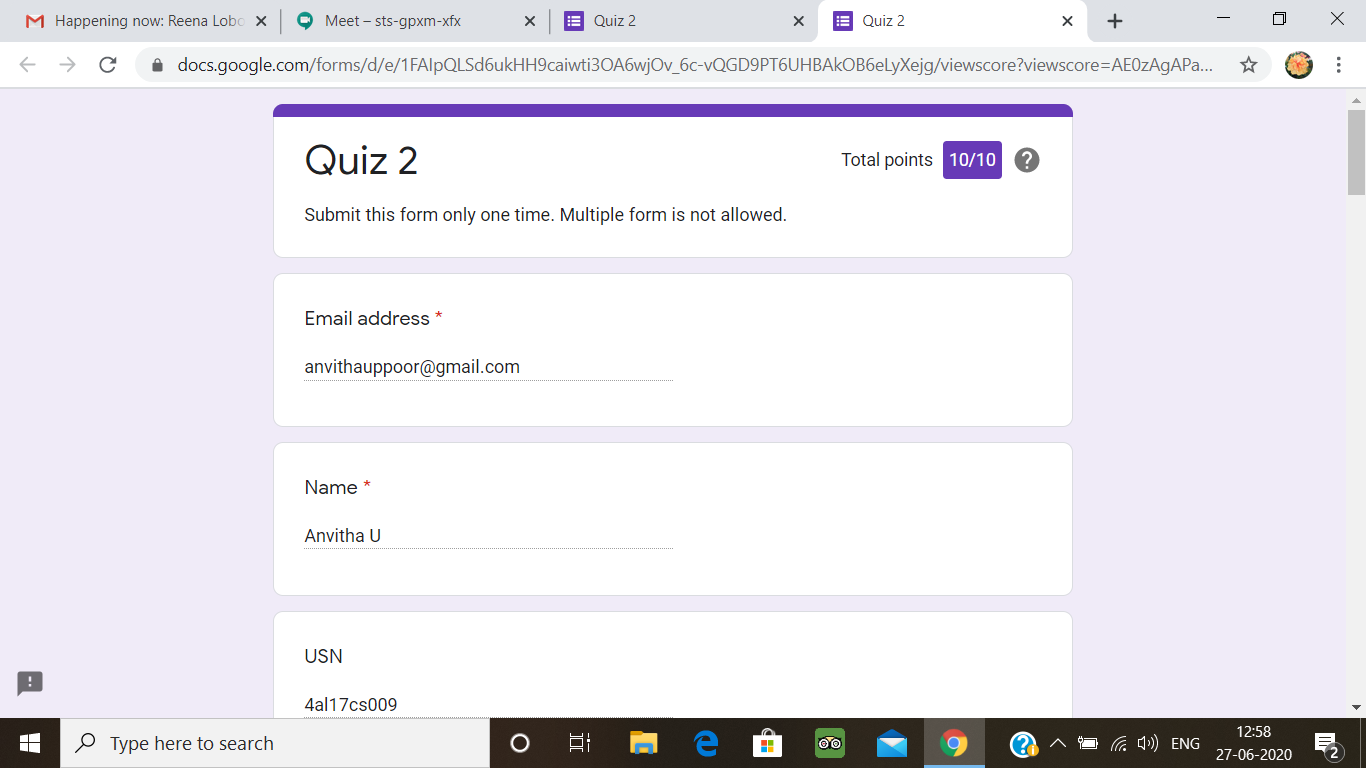 Happening now: Reena Lobo
Meet – sts-gpxm-xfx
Quiz 2
Quiz 2
docs.google.com/forms/d/e/1FAIpQLSd6ukHH9caiwti3OA6wjOv_6c-vQGD9PT6UHBAkOB6eLyXejg/viewscore?viewscore=AE0zAgAPa...
Quiz 2
Total points 10/10
Submit this form only one time. Multiple form is not allowed.
Email address *
anvithauppoor@gmail.com
Name *
Anvitha U
USN
4al17cs009
Type here to search
ENG
12:58
27-06-2020
2